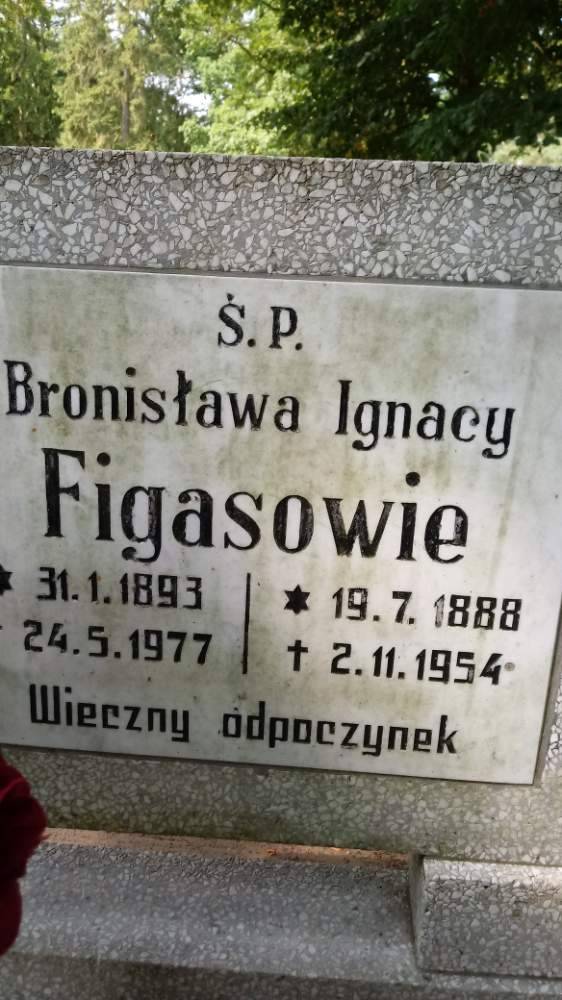 Ś.P.
Bronisława Ignacy
Figasowie
✶ 31.1.1893 ✶ 19.7.1888
† 24.5.1977 † 2.11.1954
Wieczny odpoczynek